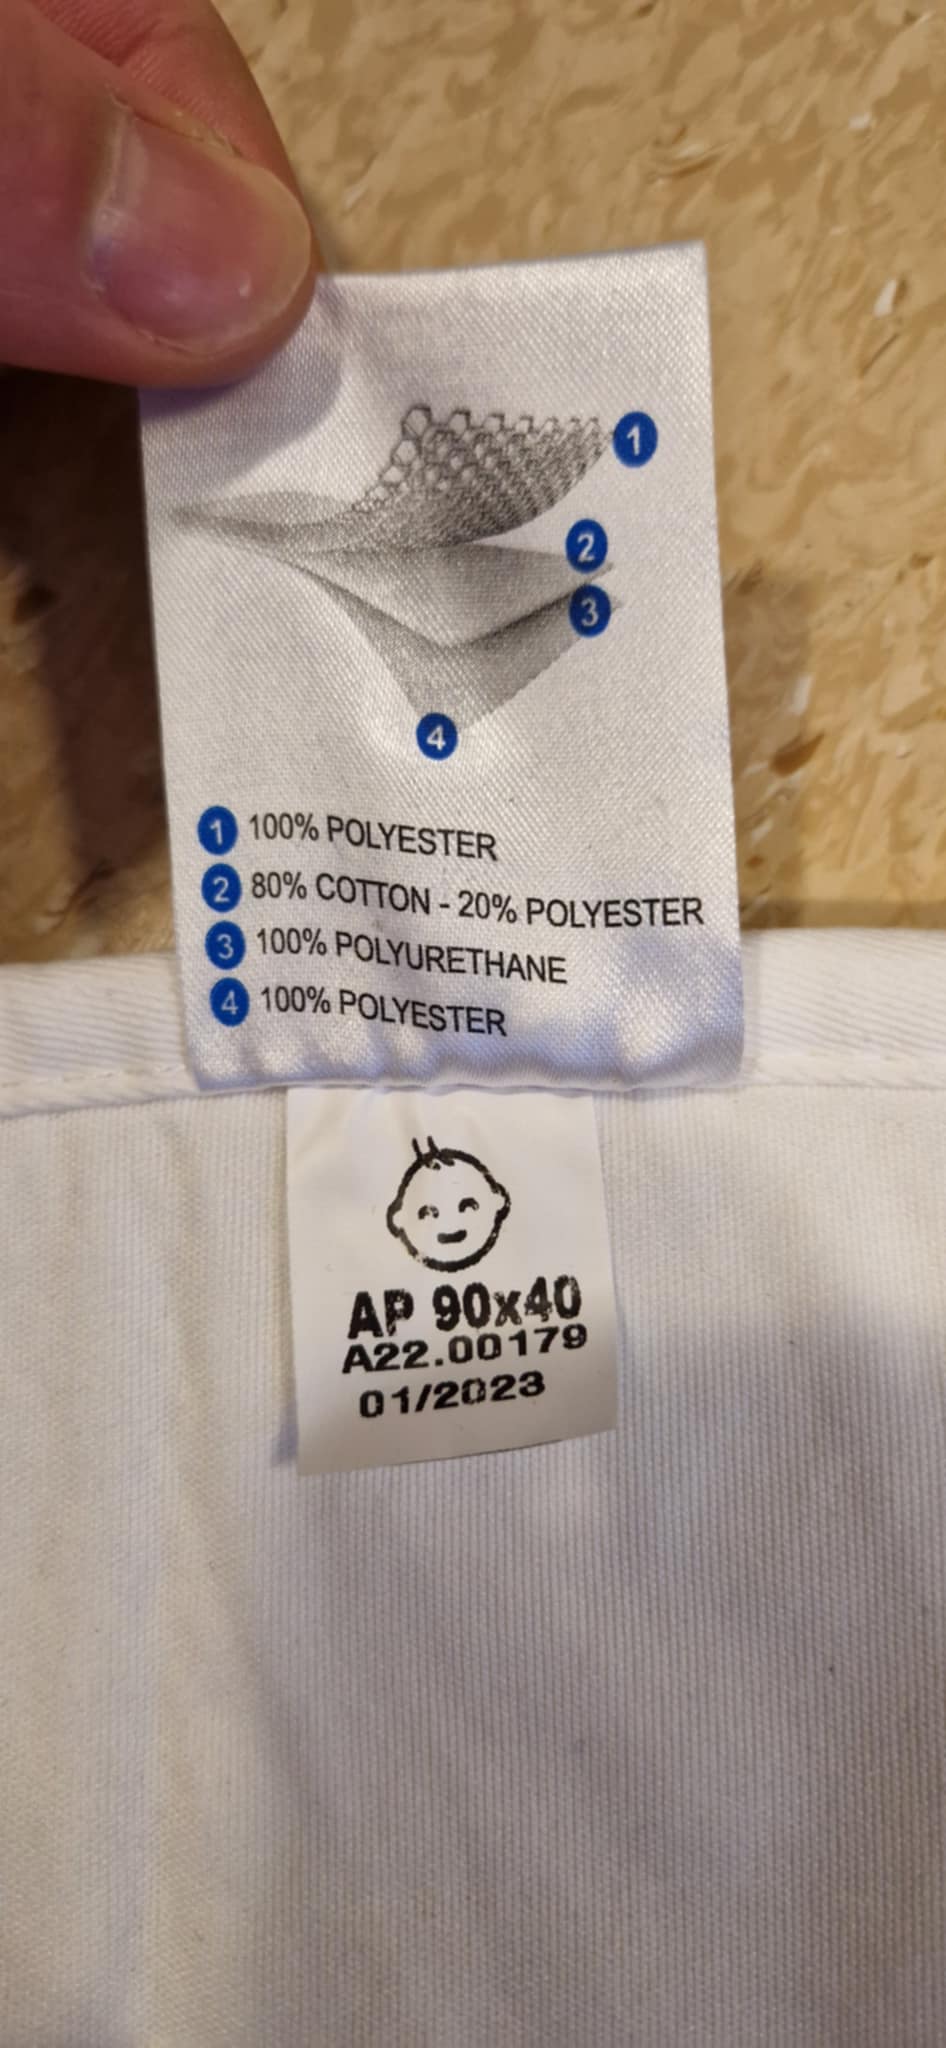 1
2
3
4
1 100% POLYESTER
2 80% COTTON - 20% POLYESTER
3 100% POLYURETHANE
4 100% POLYESTER
AP 90x40
A22.00179
01/2023